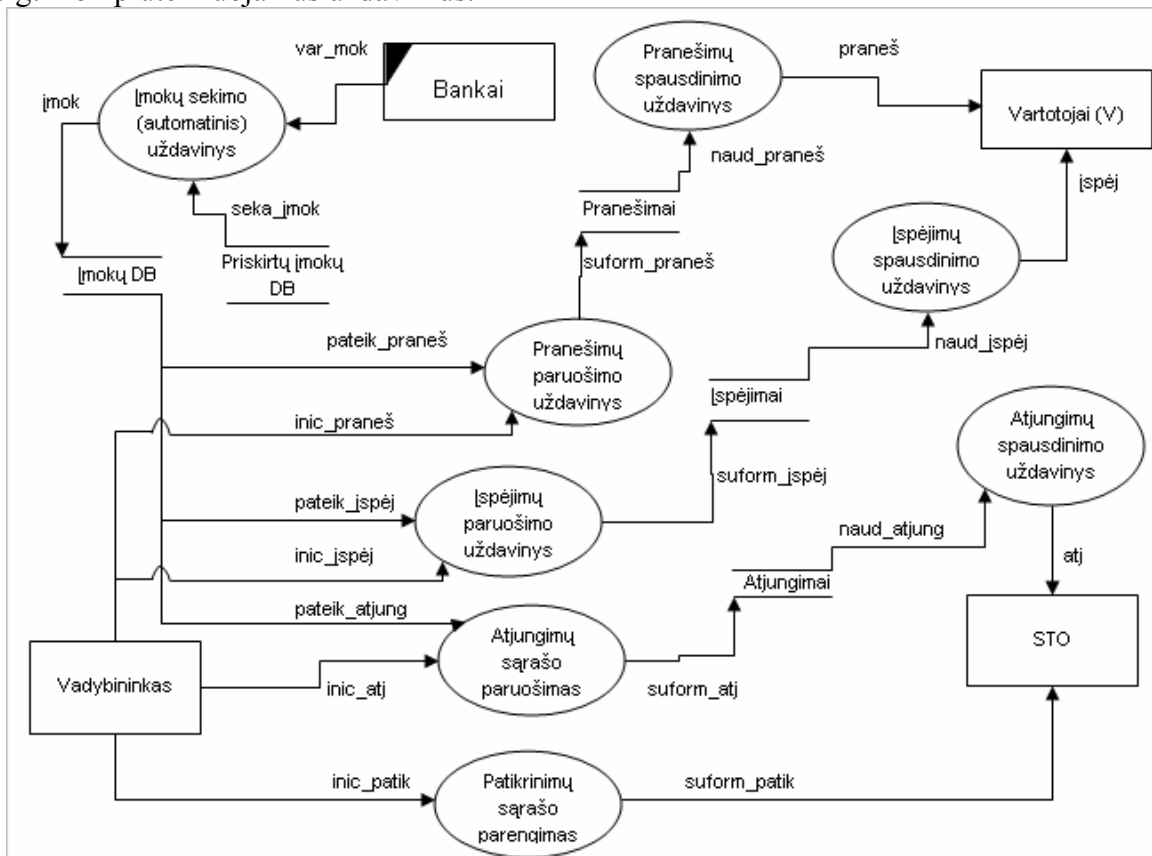 var_mok
Bankai
įmok
Įmokų sekimo
(automatinis)
uždavinys
Pranešimų
spausdinimo
uždavinys
praneš
Vartotojai (V)
naud_praneš
seka_įmok
Pranešimai
įspėj
Įmokų DB
Priskirtų įmokų
DB
suform_praneš
Įspėjimų
spausdinimo
uždavinys
pateik_praneš
Pranešimų
paruošimo
uždavinys
naud_įspėj
inic_praneš
Įspėjimai
Atjungimų
spausdinimo
uždavinys
pateik_įspėj
Įspėjimų
paruošimo
uždavinys
suform_įspėj
inic_įspėj
naud_atjung
Atjungimai
atj
pateik_atjung
Atjungimų
sąrašo
paruošimas
STO
Vadybininkas
inic_atj
suform_atj
inic_patik
Patikrinimų
sąrašo
parengimas
suform_patik